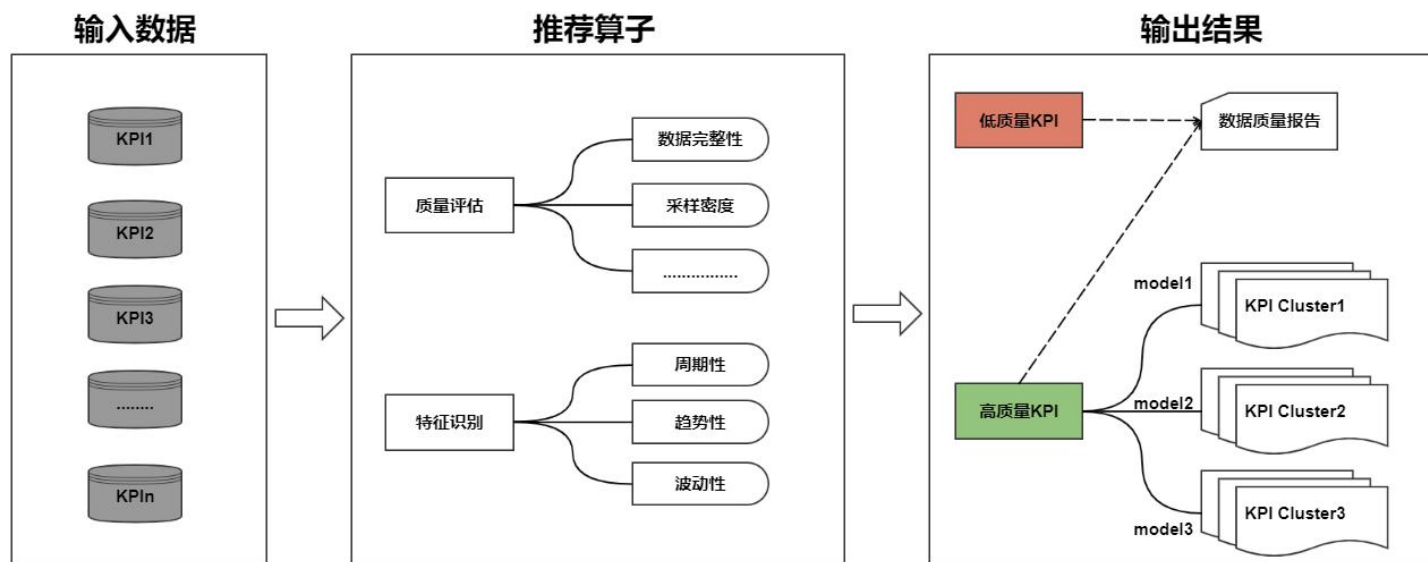 输入数据
推荐算子
输出结果
KPI1
KPI2
KPI3
........
KPIn
质量评估
数据完整性
采样密度
................
特征识别
周期性
趋势性
波动性
低质量KPI
数据质量报告
高质量KPI
model1
KPI Cluster1
model2
KPI Cluster2
model3
KPI Cluster3